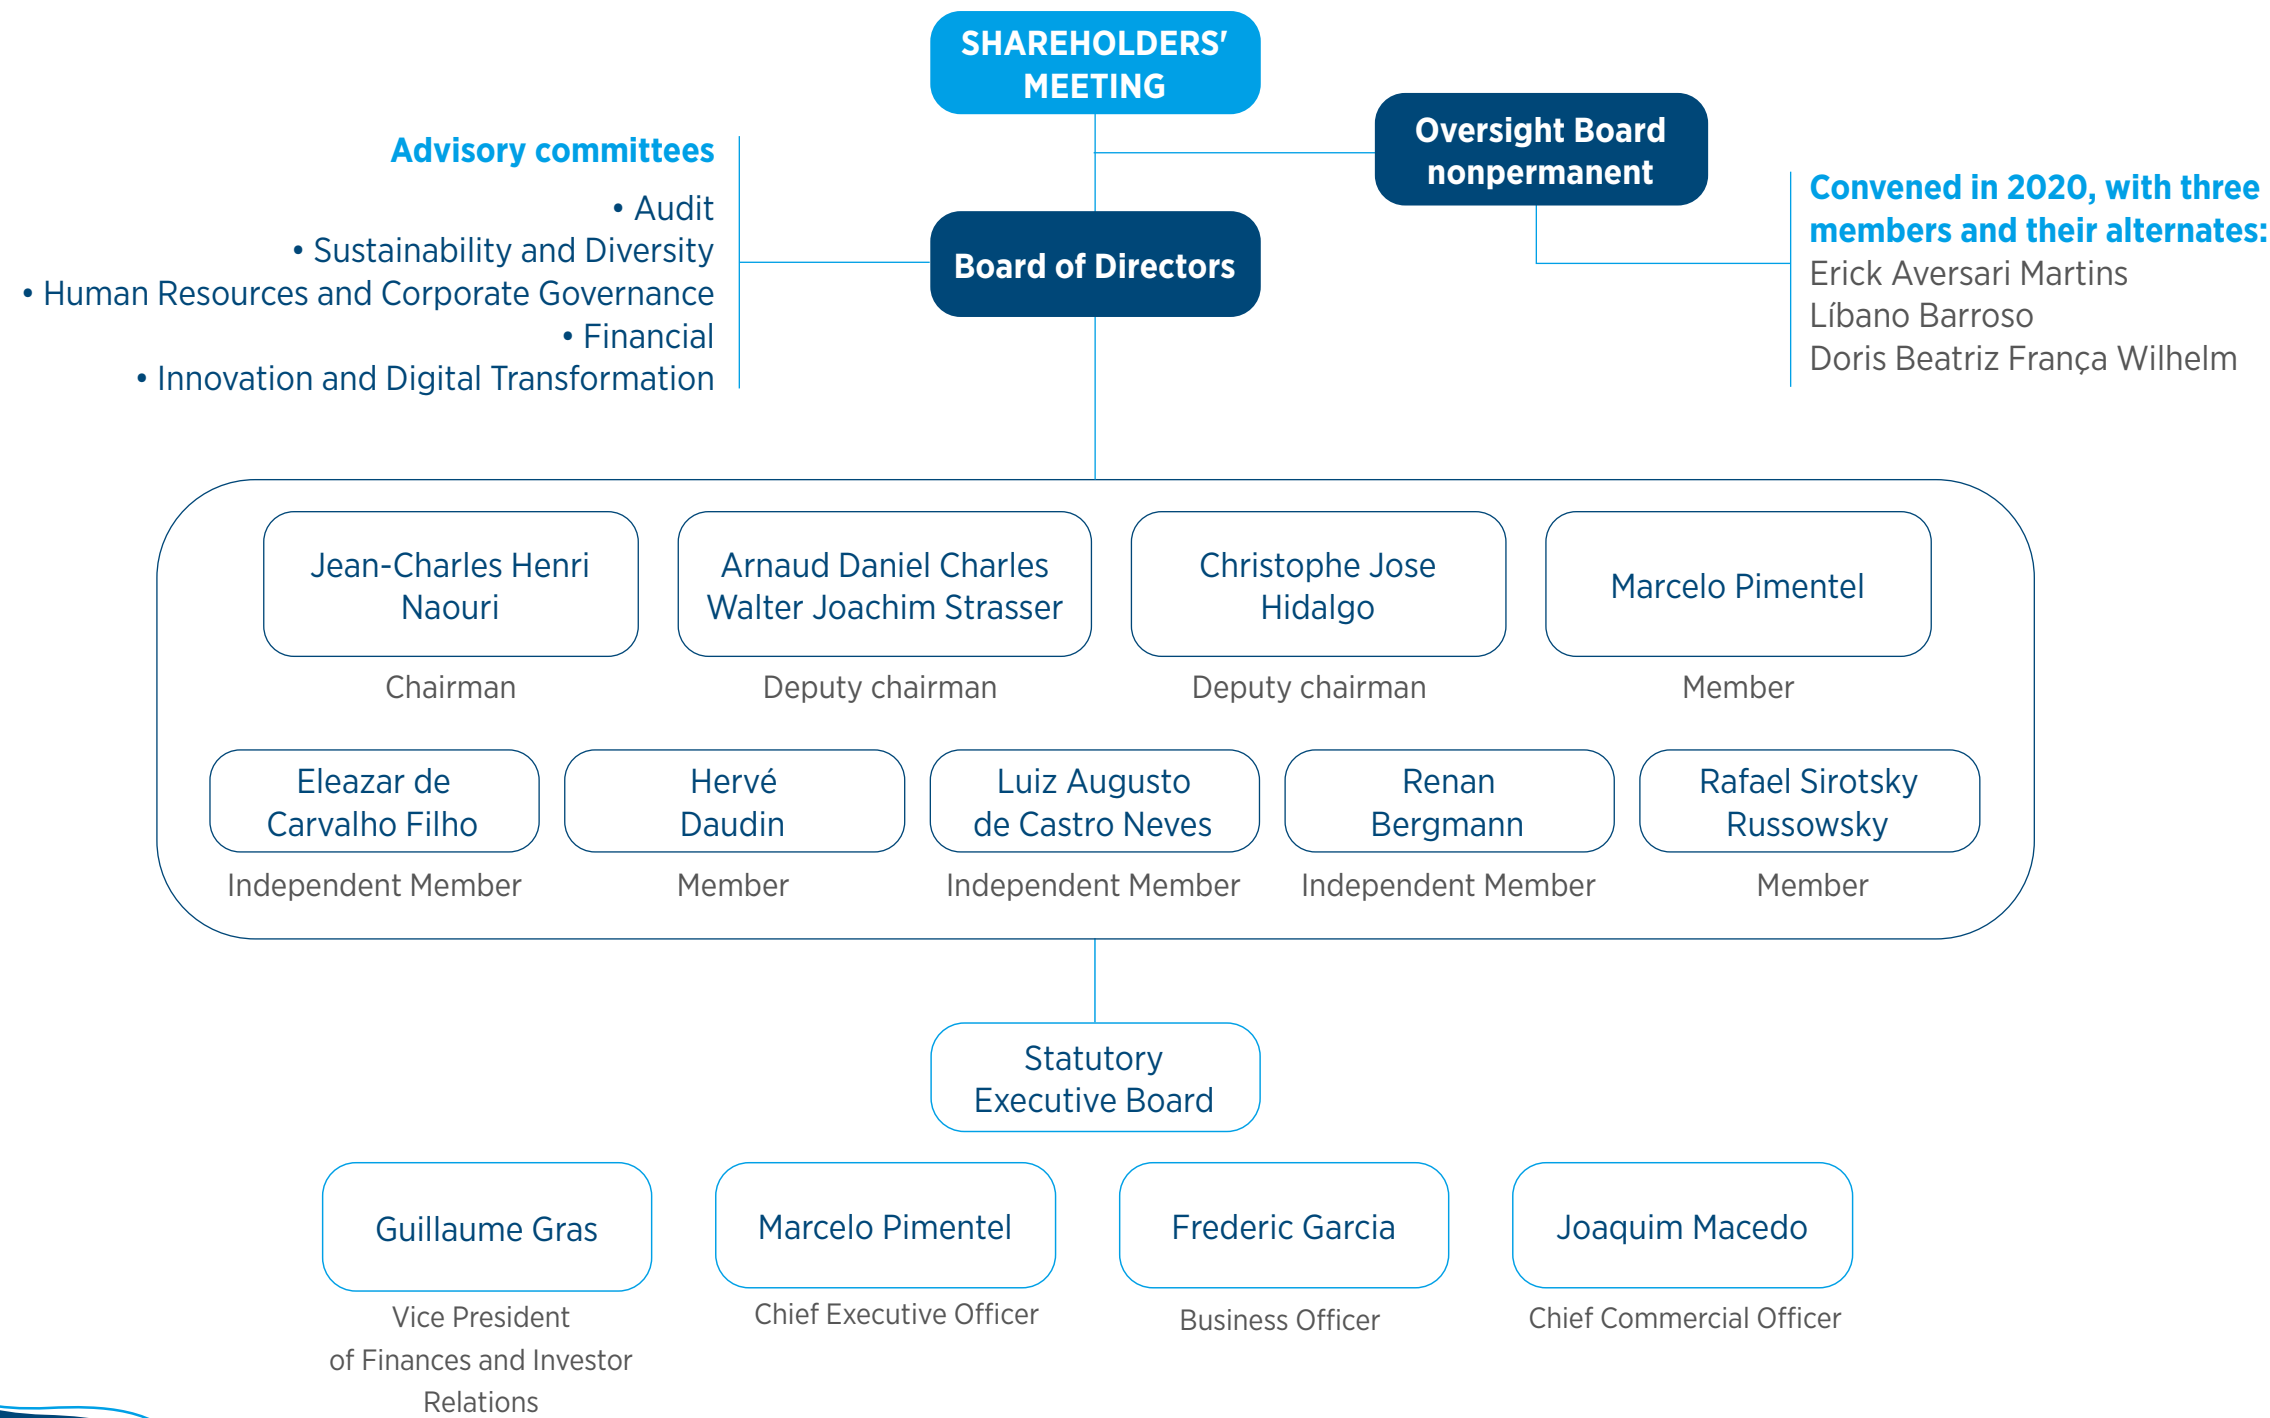 SHAREHOLDERS'
MEETING
Oversight Board
nonpermanent
Convened in 2020, with three
members and their alternates:
Erick Aversari Martins
Líbano Barroso
Doris Beatriz França Wilhelm
Advisory committees
• Audit
• Sustainability and Diversity
• Human Resources and Corporate Governance
• Financial
• Innovation and Digital Transformation
Board of Directors
Jean-Charles Henri
Naouri
Chairman
Arnaud Daniel Charles
Walter Joachim Strasser
Deputy chairman
Christophe Jose
Hidalgo
Deputy chairman
Marcelo Pimentel
Member
Eleazar de
Carvalho Filho
Independent Member
Hervé
Daudin
Member
Luiz Augusto
de Castro Neves
Independent Member
Renan
Bergmann
Independent Member
Rafael Sirotsky
Russowsky
Member
Statutory
Executive Board
Guillaume Gras
Vice President
of Finances and Investor
Relations
Marcelo Pimentel
Chief Executive Officer
Frederic Garcia
Business Officer
Joaquim Macedo
Chief Commercial Officer